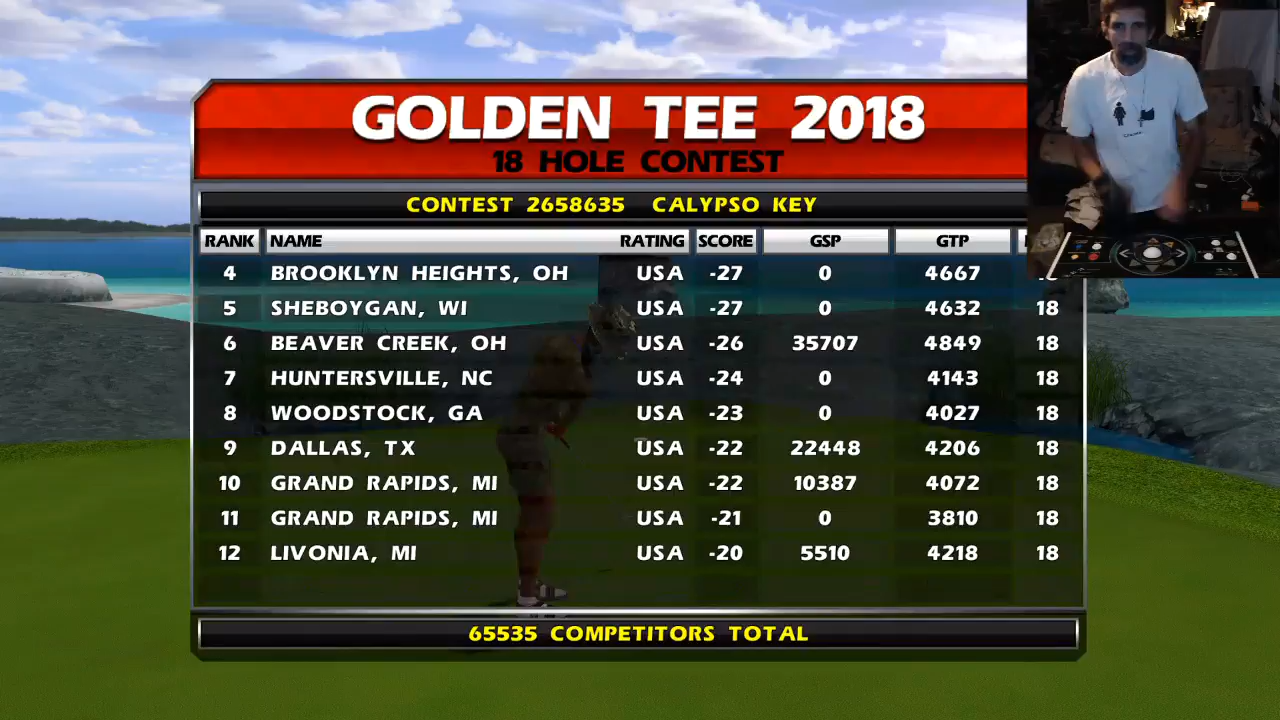 GOLDEN TEE 2018
18 HOLE CONTEST
CONTEST 2658635 CALYPSO KEY
RANK NAME RATING SCORE GSP GTP
4 BROOKLYN HEIGHTS, OH USA -27 0 4667
5 SHEBOYGAN, WI USA -27 0 4632 18
6 BEAVER CREEK, OH USA -26 35707 4849 18
7 HUNTERSVILLE, NC USA -24 0 4143 18
8 WOODSTOCK, GA USA -23 0 4027 18
9 DALLAS, TX USA -22 22448 4206 18
10 GRAND RAPIDS, MI USA -22 10387 4072 18
11 GRAND RAPIDS, MI USA -21 0 3810 18
12 LIVONIA, MI USA -20 5510 4218 18
65535 COMPETITORS TOTAL